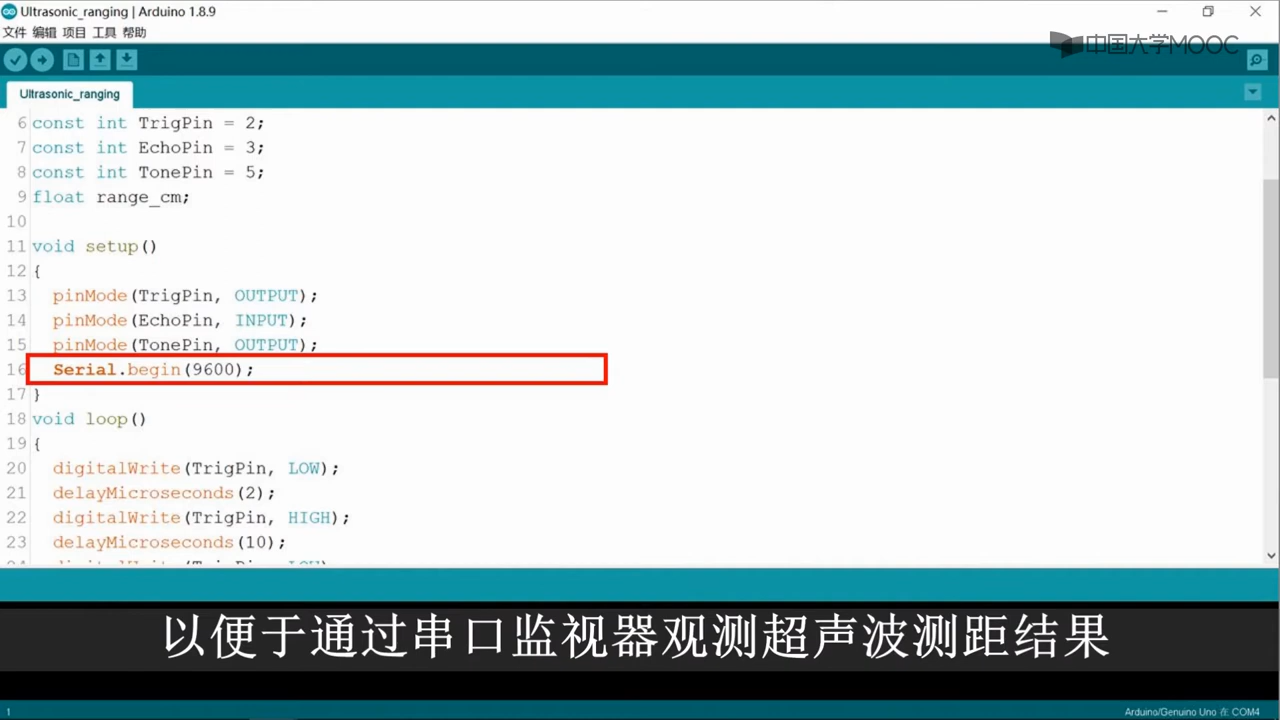 Ultrasonic_ranging | Arduino 1.8.9
文件 编辑 项目 工具 帮助
中国大学MOOC
Ultrasonic_ranging
6 const int TrigPin = 2;
7 const int EchoPin = 3;
8 const int TonePin = 5;
9 float range_cm;
10
11 void setup()
12 {
13 pinMode(TrigPin, OUTPUT);
14 pinMode(EchoPin, INPUT);
15 pinMode(TonePin, OUTPUT);
16 Serial.begin(9600);
17 }
18 void loop()
19 {
20 digitalWrite(TrigPin, LOW);
21 delayMicroseconds(2);
22 digitalWrite(TrigPin, HIGH);
23 delayMicroseconds(10);
以便于通过串口监视器观测超声波测距结果
1
Arduino/Genuino Uno 在 COM4